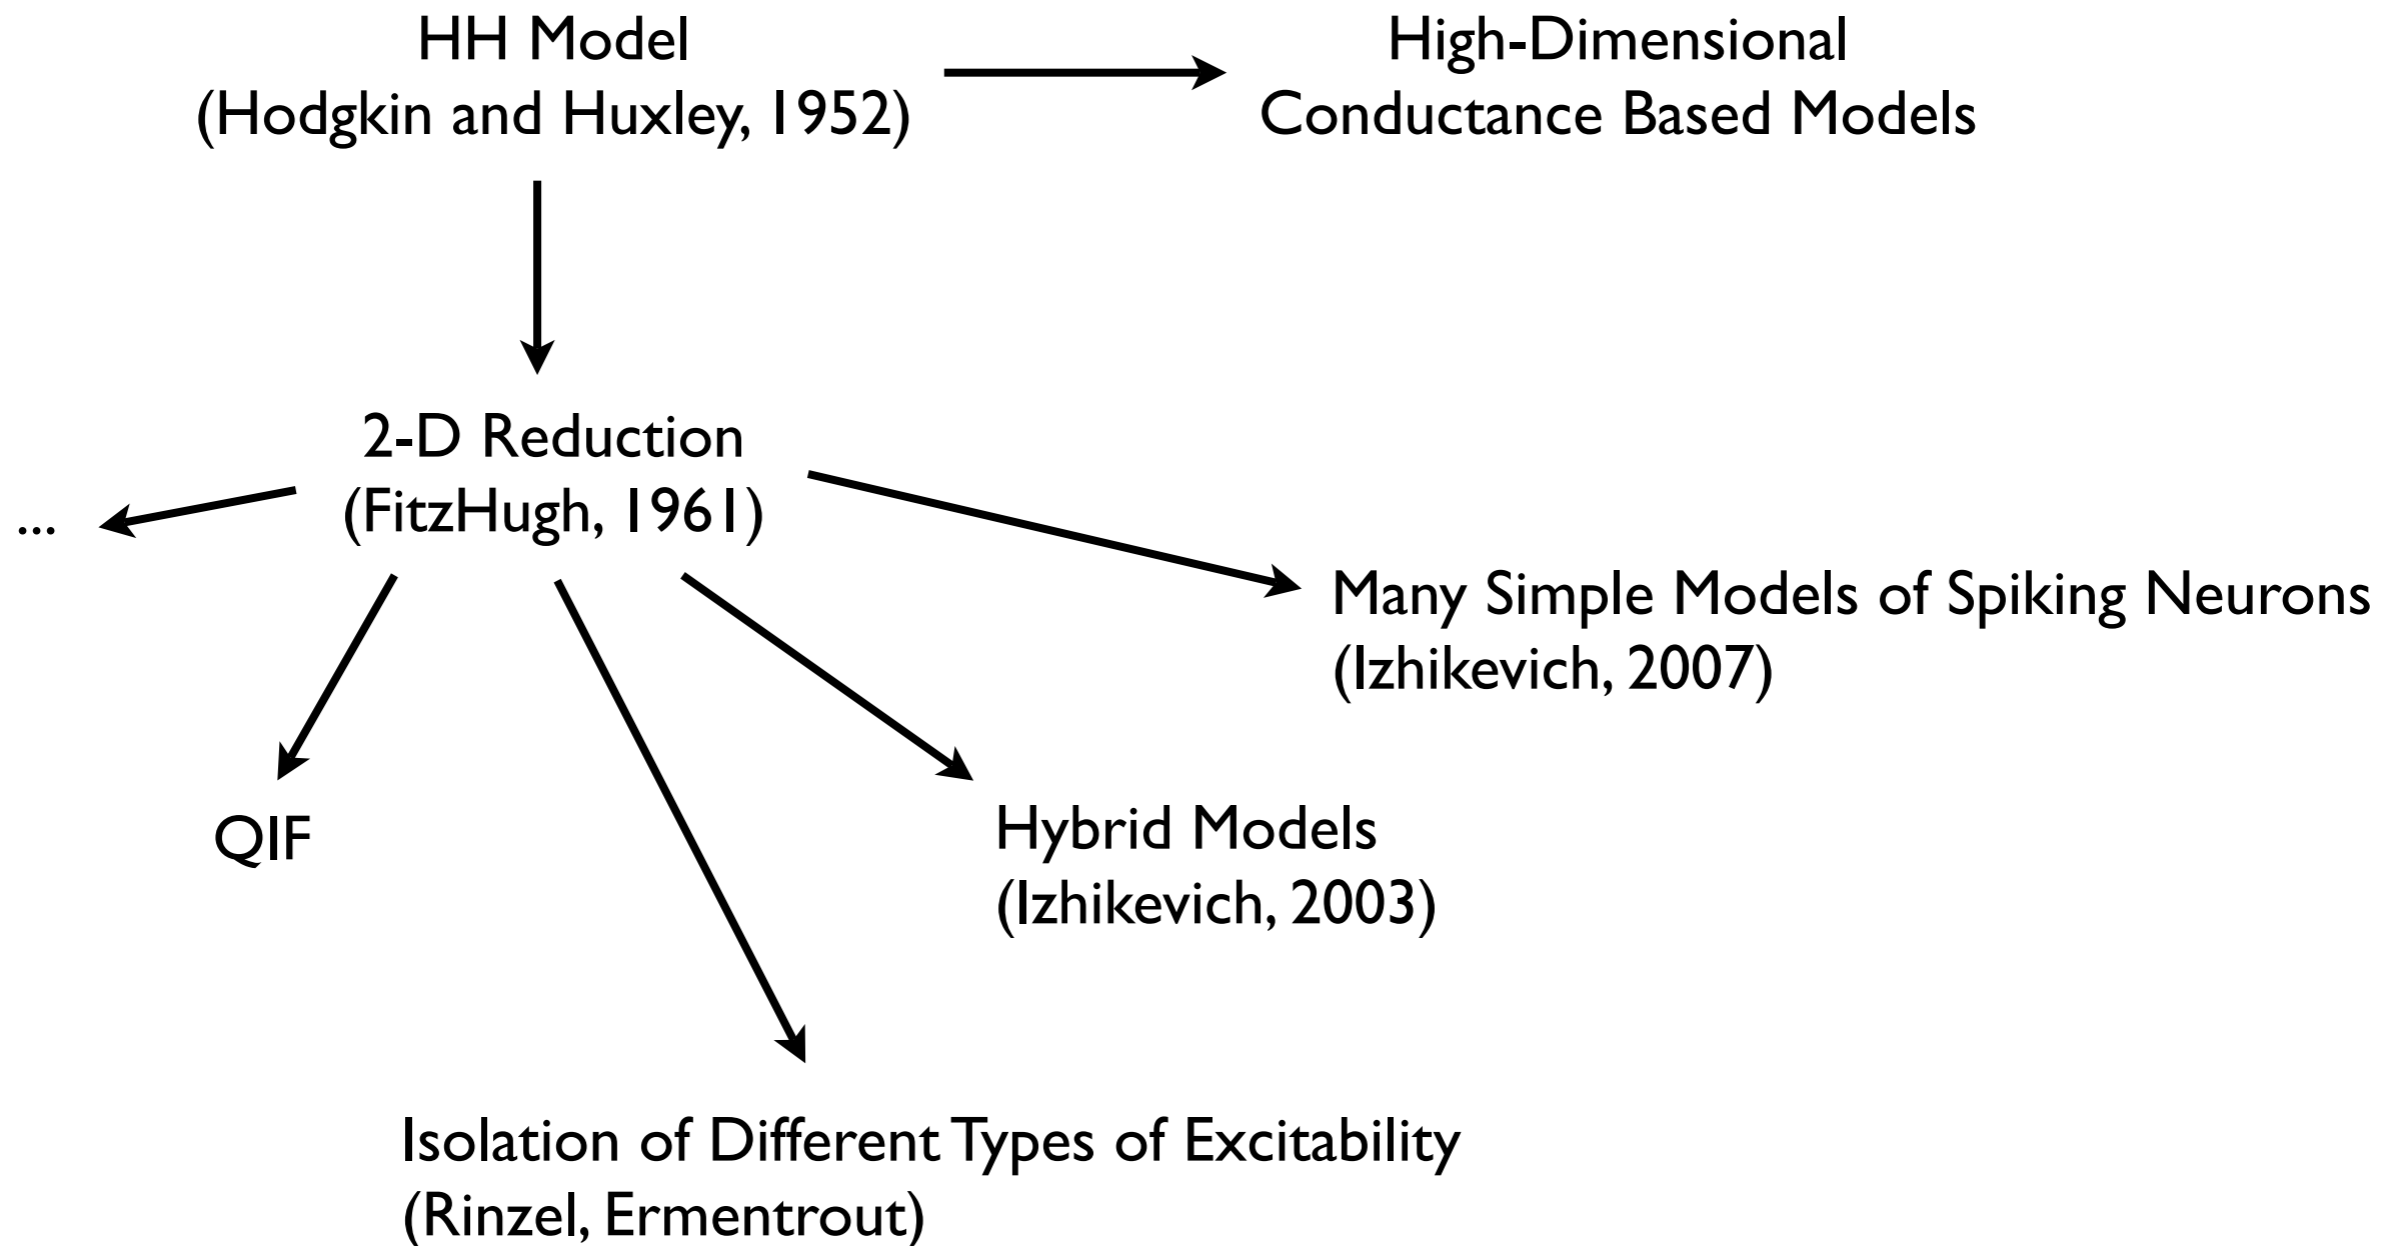 HH Model
(Hodgkin and Huxley, 1952)
High-Dimensional
Conductance Based Models
2-D Reduction
(FitzHugh, 1961)
...
Many Simple Models of Spiking Neurons
(Izhikevich, 2007)
QIF
Hybrid Models
(Izhikevich, 2003)
Isolation of Different Types of Excitability
(Rinzel, Ermentrout)